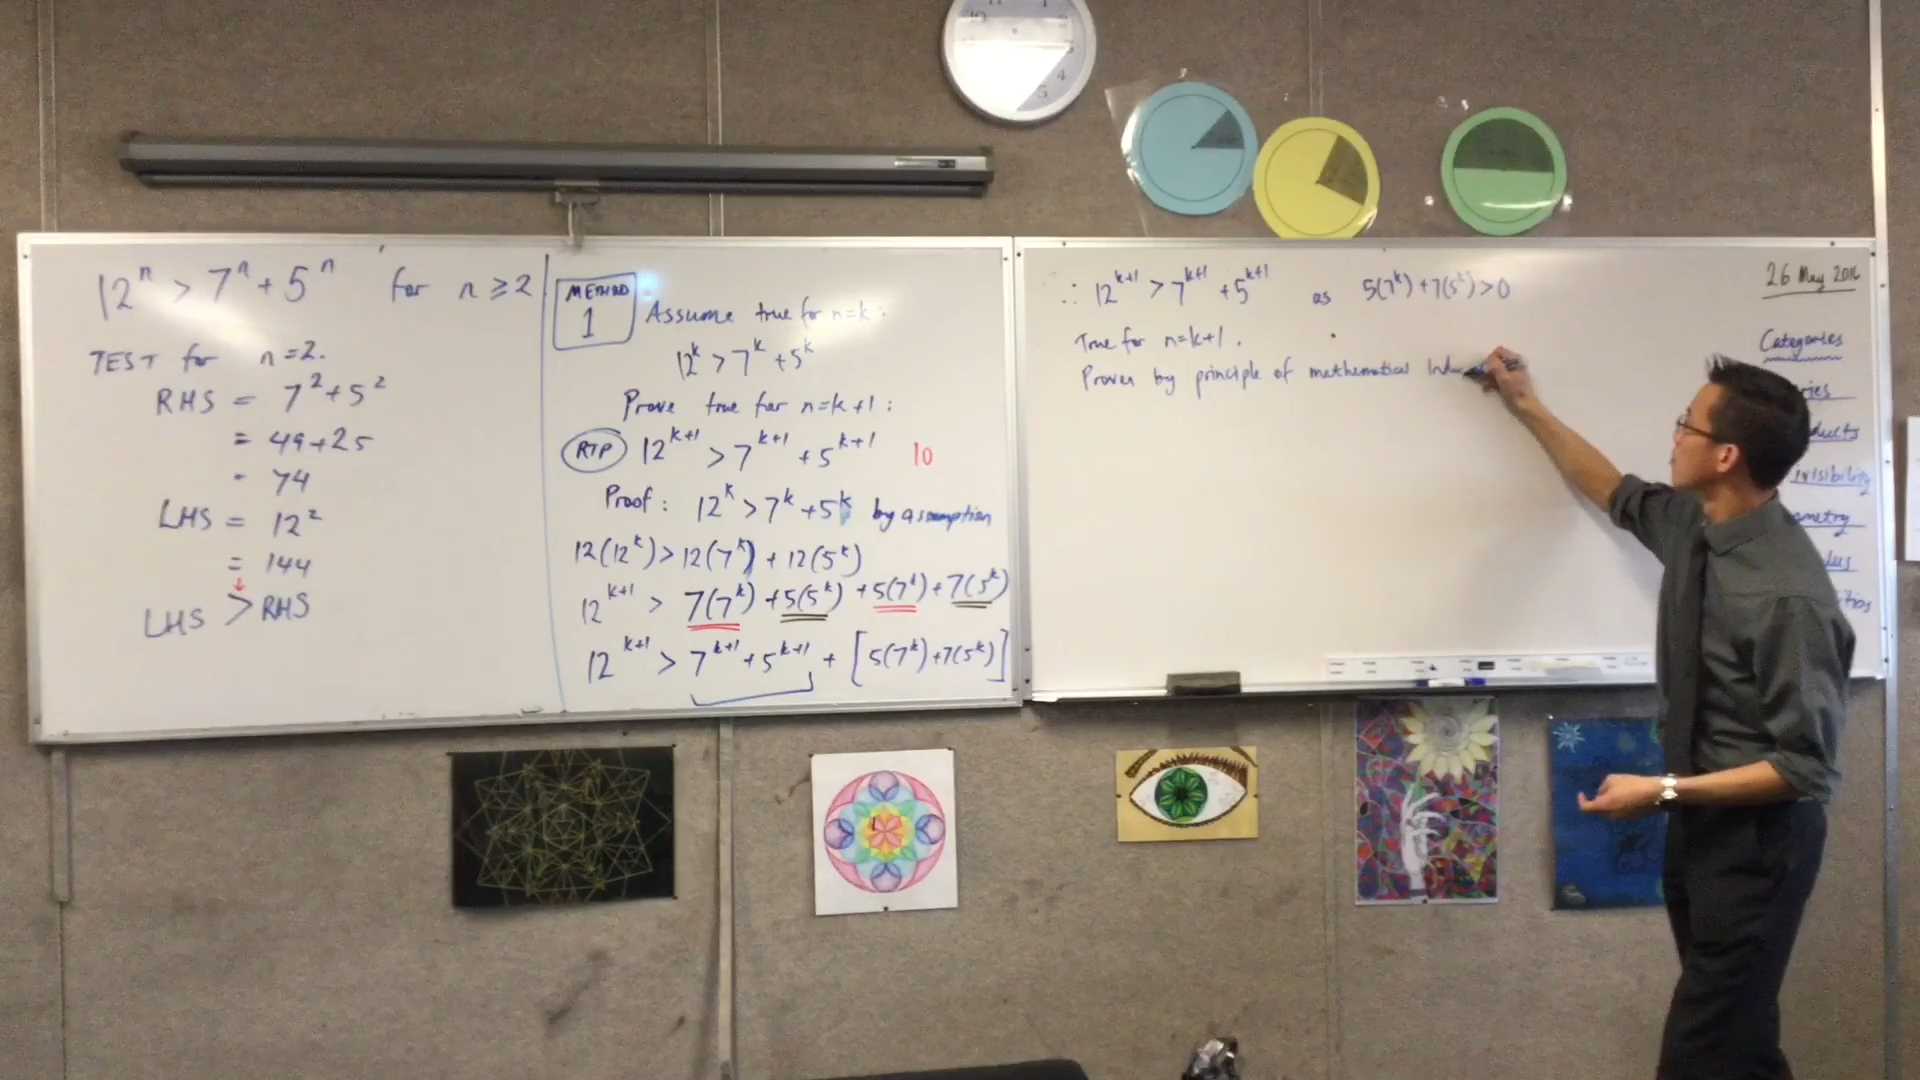 12ⁿ > 7ⁿ + 5ⁿ for n ≥ 2
TEST for n=2.
RHS = 7² + 5²
= 49+25
= 74
LHS = 12²
= 144
LHS > RHS
METHOD 1
Assume true for n=k:
12ᵏ > 7ᵏ + 5ᵏ
Prove true for n=k+1:
RTP 12ᵏ⁺¹ > 7ᵏ⁺¹ + 5ᵏ⁺¹ 10
Proof: 12ᵏ > 7ᵏ + 5ᵏ by assumption
12(12ᵏ) > 12(7ᵏ) + 12(5ᵏ)
12ᵏ⁺¹ > 7(7ᵏ) + 5(5ᵏ) + 5(7ᵏ) + 7(5ᵏ)
12ᵏ⁺¹ > 7ᵏ⁺¹ + 5ᵏ⁺¹ + [5(7ᵏ)+7(5ᵏ)]
∴ 12ᵏ⁺¹ > 7ᵏ⁺¹ + 5ᵏ⁺¹ as 5(7ᵏ)+7(5ᵏ)>0
True for n=k+1.
Proven by principle of mathematical Indu
26 May 2016
Categories